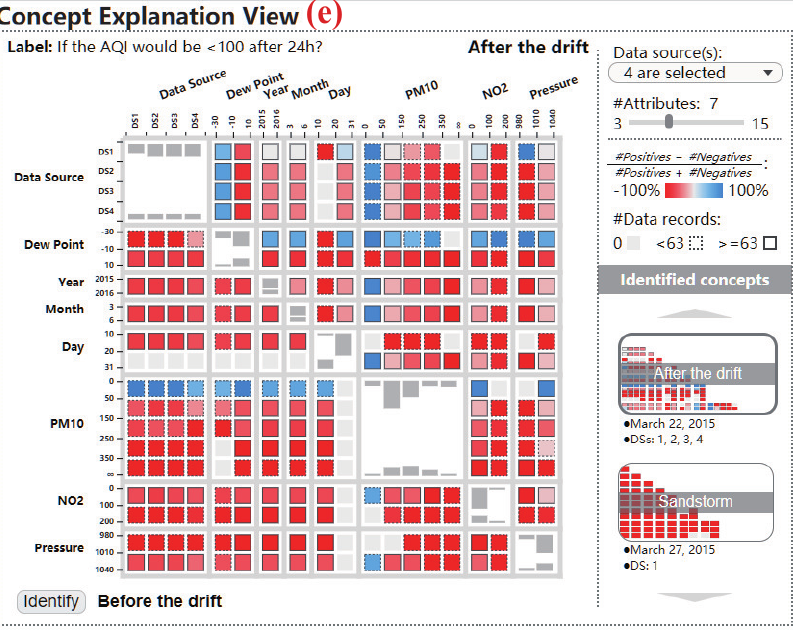 Concept Explanation View (e)
Label: If the AQI would be <100 after 24h?
After the drift
Data Source
Dew Point
Year
Month
Day
PM10
NO2
Pressure
DS1 DS2 DS3 DS4 -30 -10 10 2015 2016 3 6 10 20 31 0 50 150 250 350 ∞ 0 100 200 980 1010 1040
Data Source
DS1
DS2
DS3
DS4
Dew Point
-30
-10
10
Year
2015
2016
Month
3
6
Day
10
20
31
PM10
0
50
150
250
350
∞
NO2
0
100
200
Pressure
980
1010
1040
Identify
Before the drift
Data source(s):
4 are selected
#Attributes: 7
3 15
#Positives - #Negatives
#Positives + #Negatives
:
-100% 100%
#Data records:
0 <63 >=63
Identified concepts
After the drift
●March 22, 2015
●DSs: 1, 2, 3, 4
Sandstorm
●March 27, 2015
●DS: 1